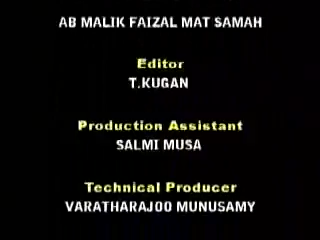 AB MALIK FAIZAL MAT SAMAH
Editor
T.KUGAN
Production Assistant
SALMI MUSA
Technical Producer
VARATHARAJOO MUNUSAMY